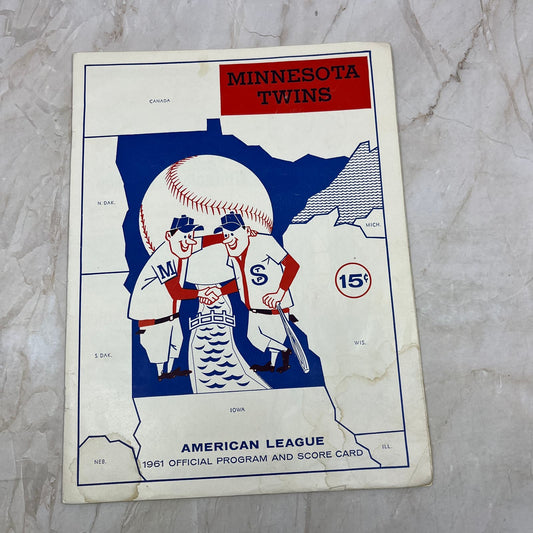 MINNESOTA
TWINS
CANADA
N. DAK.
MICH.
M
S
15¢
S. DAK.
WIS.
IOWA
NEB.
ILL.
AMERICAN LEAGUE
1961 OFFICIAL PROGRAM AND SCORE CARD